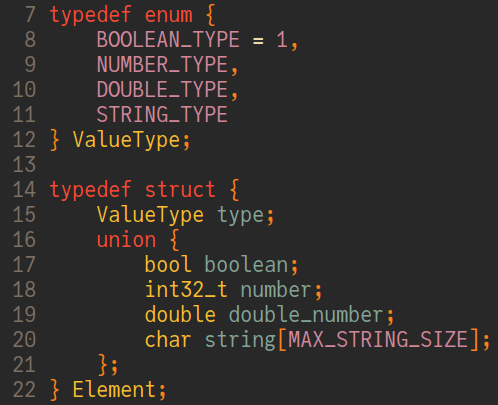 7 typedef enum {
8     BOOLEAN_TYPE = 1,
9     NUMBER_TYPE,
10     DOUBLE_TYPE,
11     STRING_TYPE
12 } ValueType;
13
14 typedef struct {
15     ValueType type;
16     union {
17         bool boolean;
18         int32_t number;
19         double double_number;
20         char string[MAX_STRING_SIZE];
21     };
22 } Element;